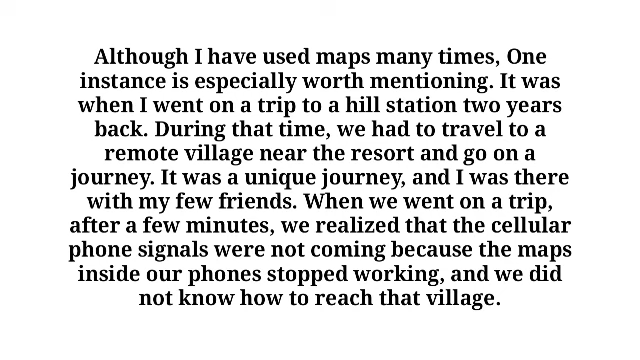 Although I have used maps many times, One
instance is especially worth mentioning. It was
when I went on a trip to a hill station two years
back. During that time, we had to travel to a
remote village near the resort and go on a
journey. It was a unique journey, and I was there
with my few friends. When we went on a trip,
after a few minutes, we realized that the cellular
phone signals were not coming because the maps
inside our phones stopped working, and we did
not know how to reach that village.